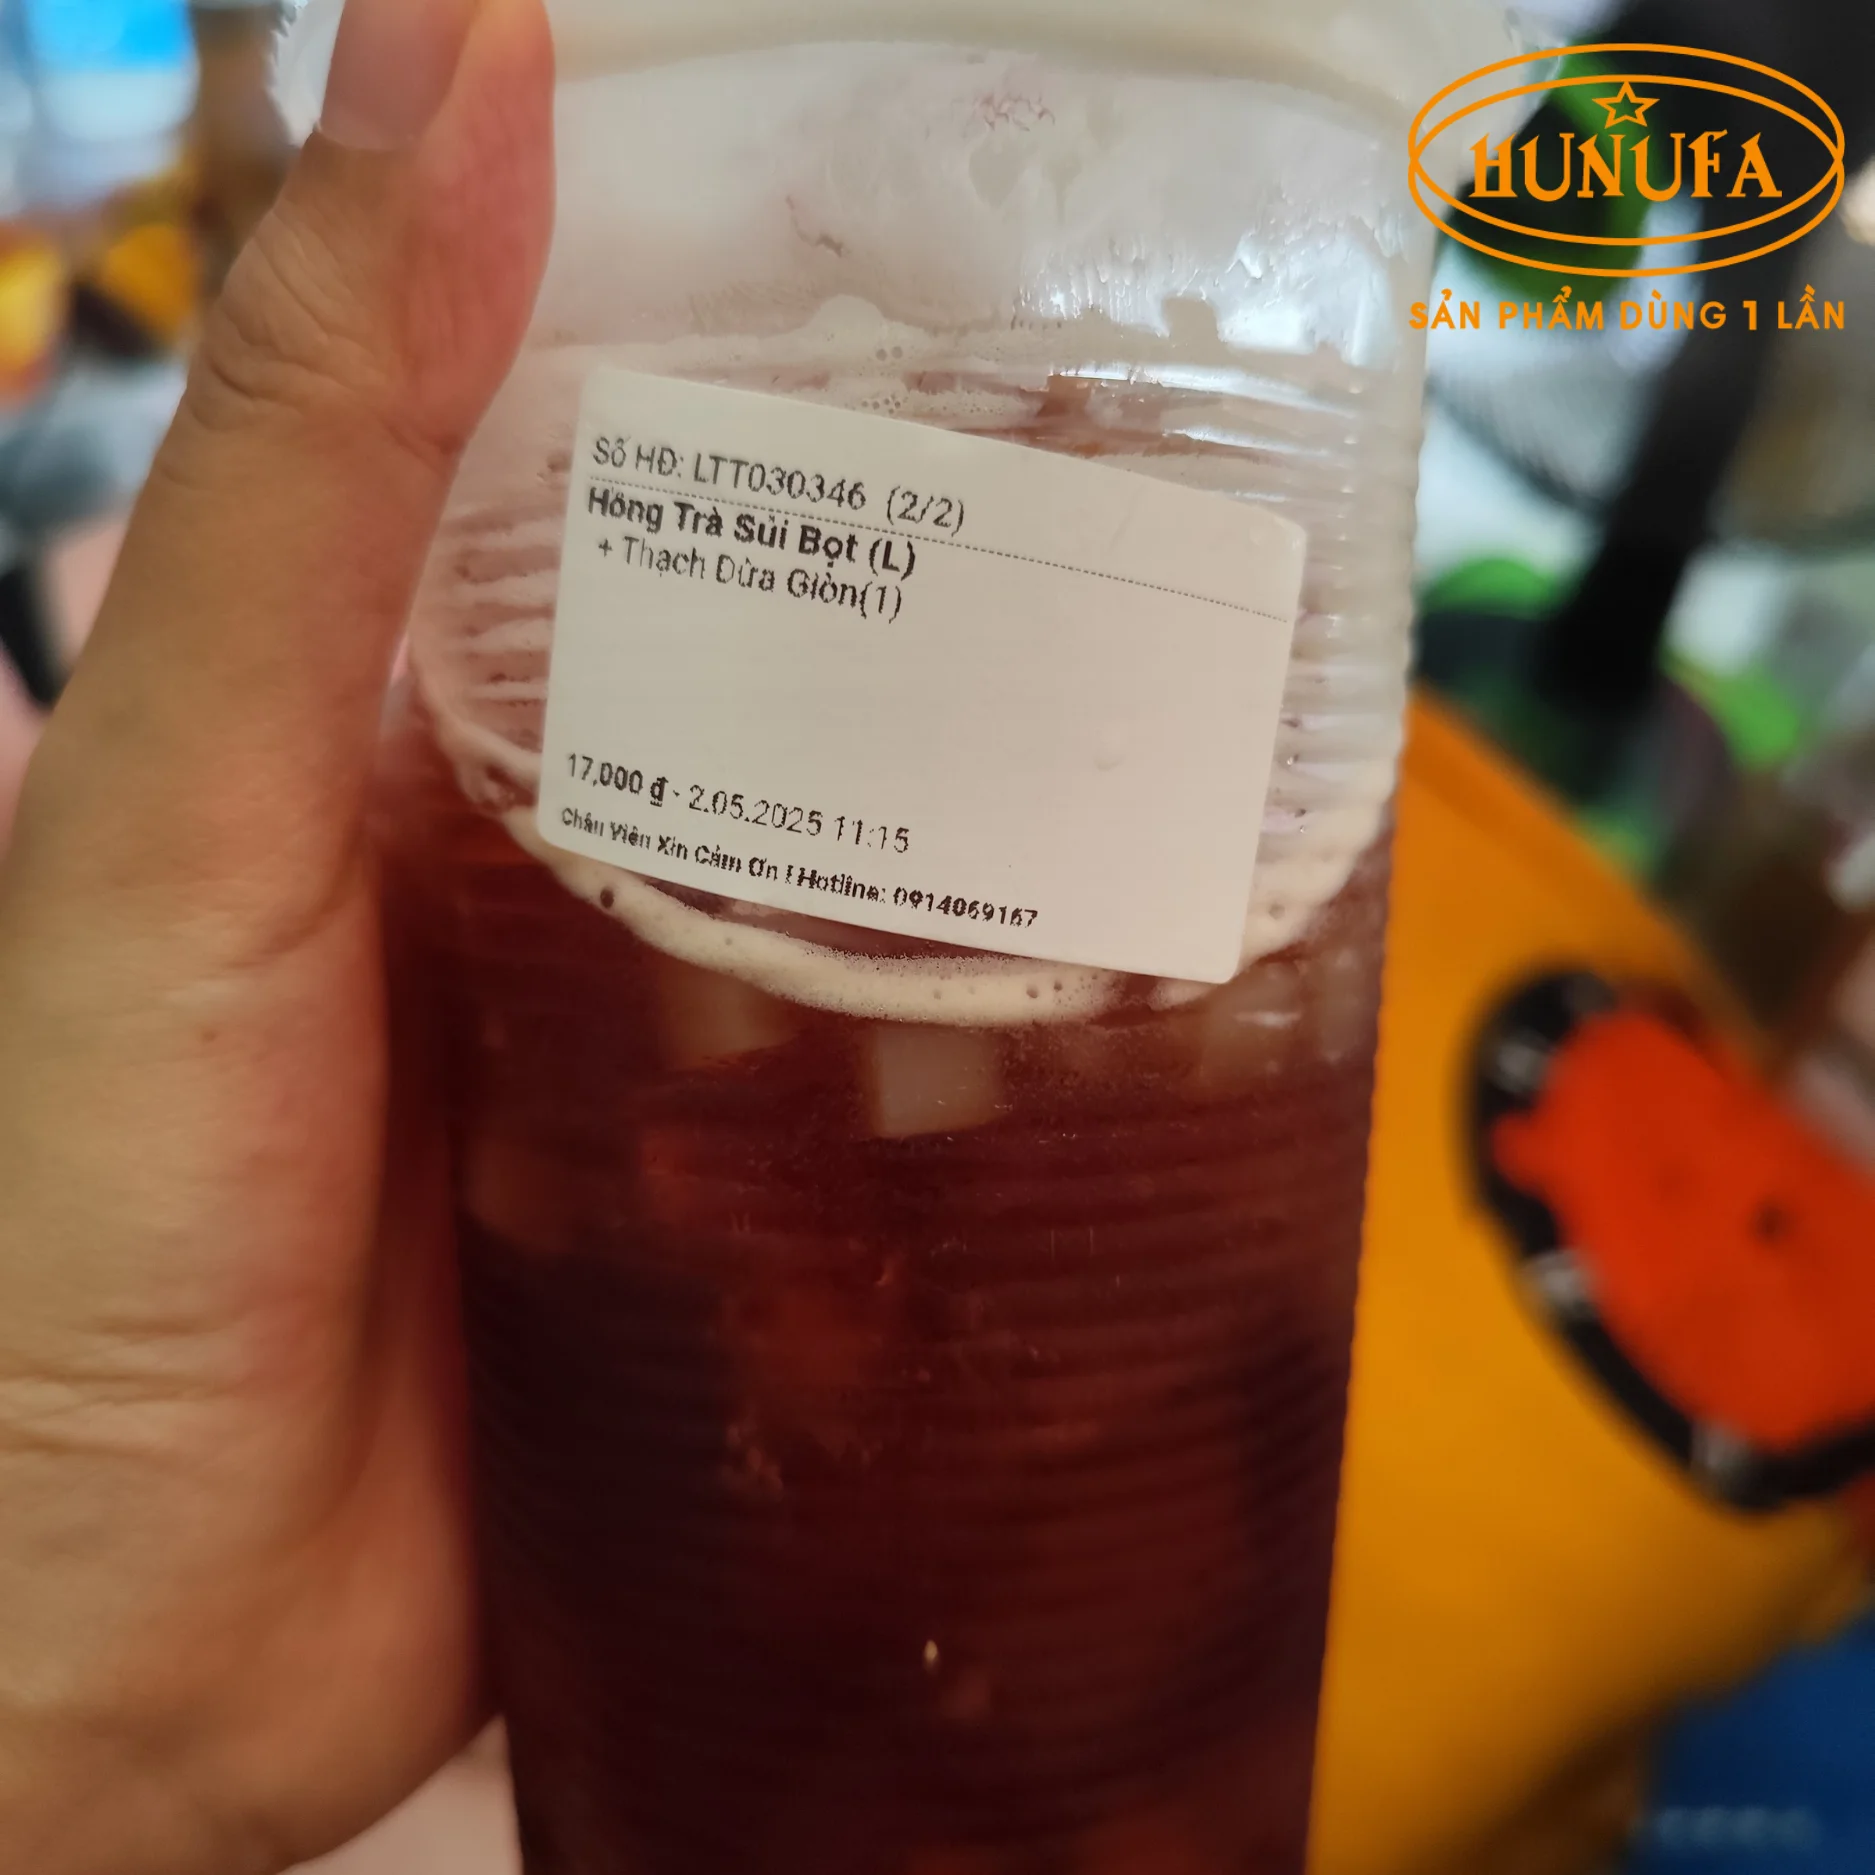 HUNUFA
SẢN PHẨM DÙNG 1 LẦN
Số HĐ: LTT030346 (2/2)
Hồng Trà Sủi Bọt (L)
+ Thạch Dừa Giòn(1)
17,000 ₫ - 2.05.2025 11:15
Châu Viên Xin Cảm Ơn ! Hotline: 0914069167